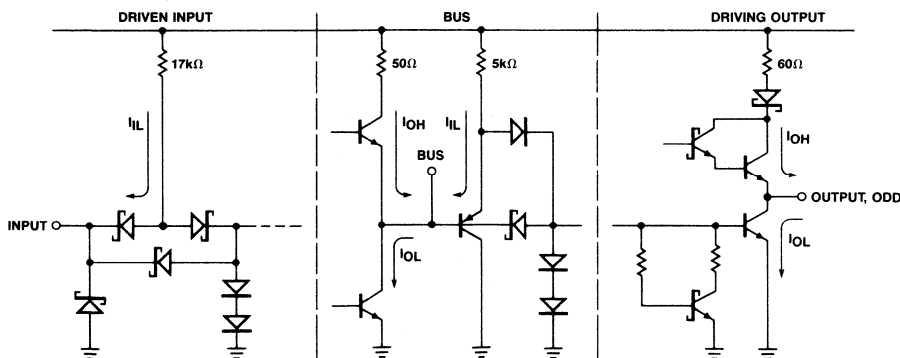 DRIVEN INPUT
BUS
DRIVING OUTPUT
17kΩ
50Ω
5kΩ
60Ω
IIL
IOH
IIL
IOH
BUS
INPUT
OUTPUT, ODD
IOL
IOL